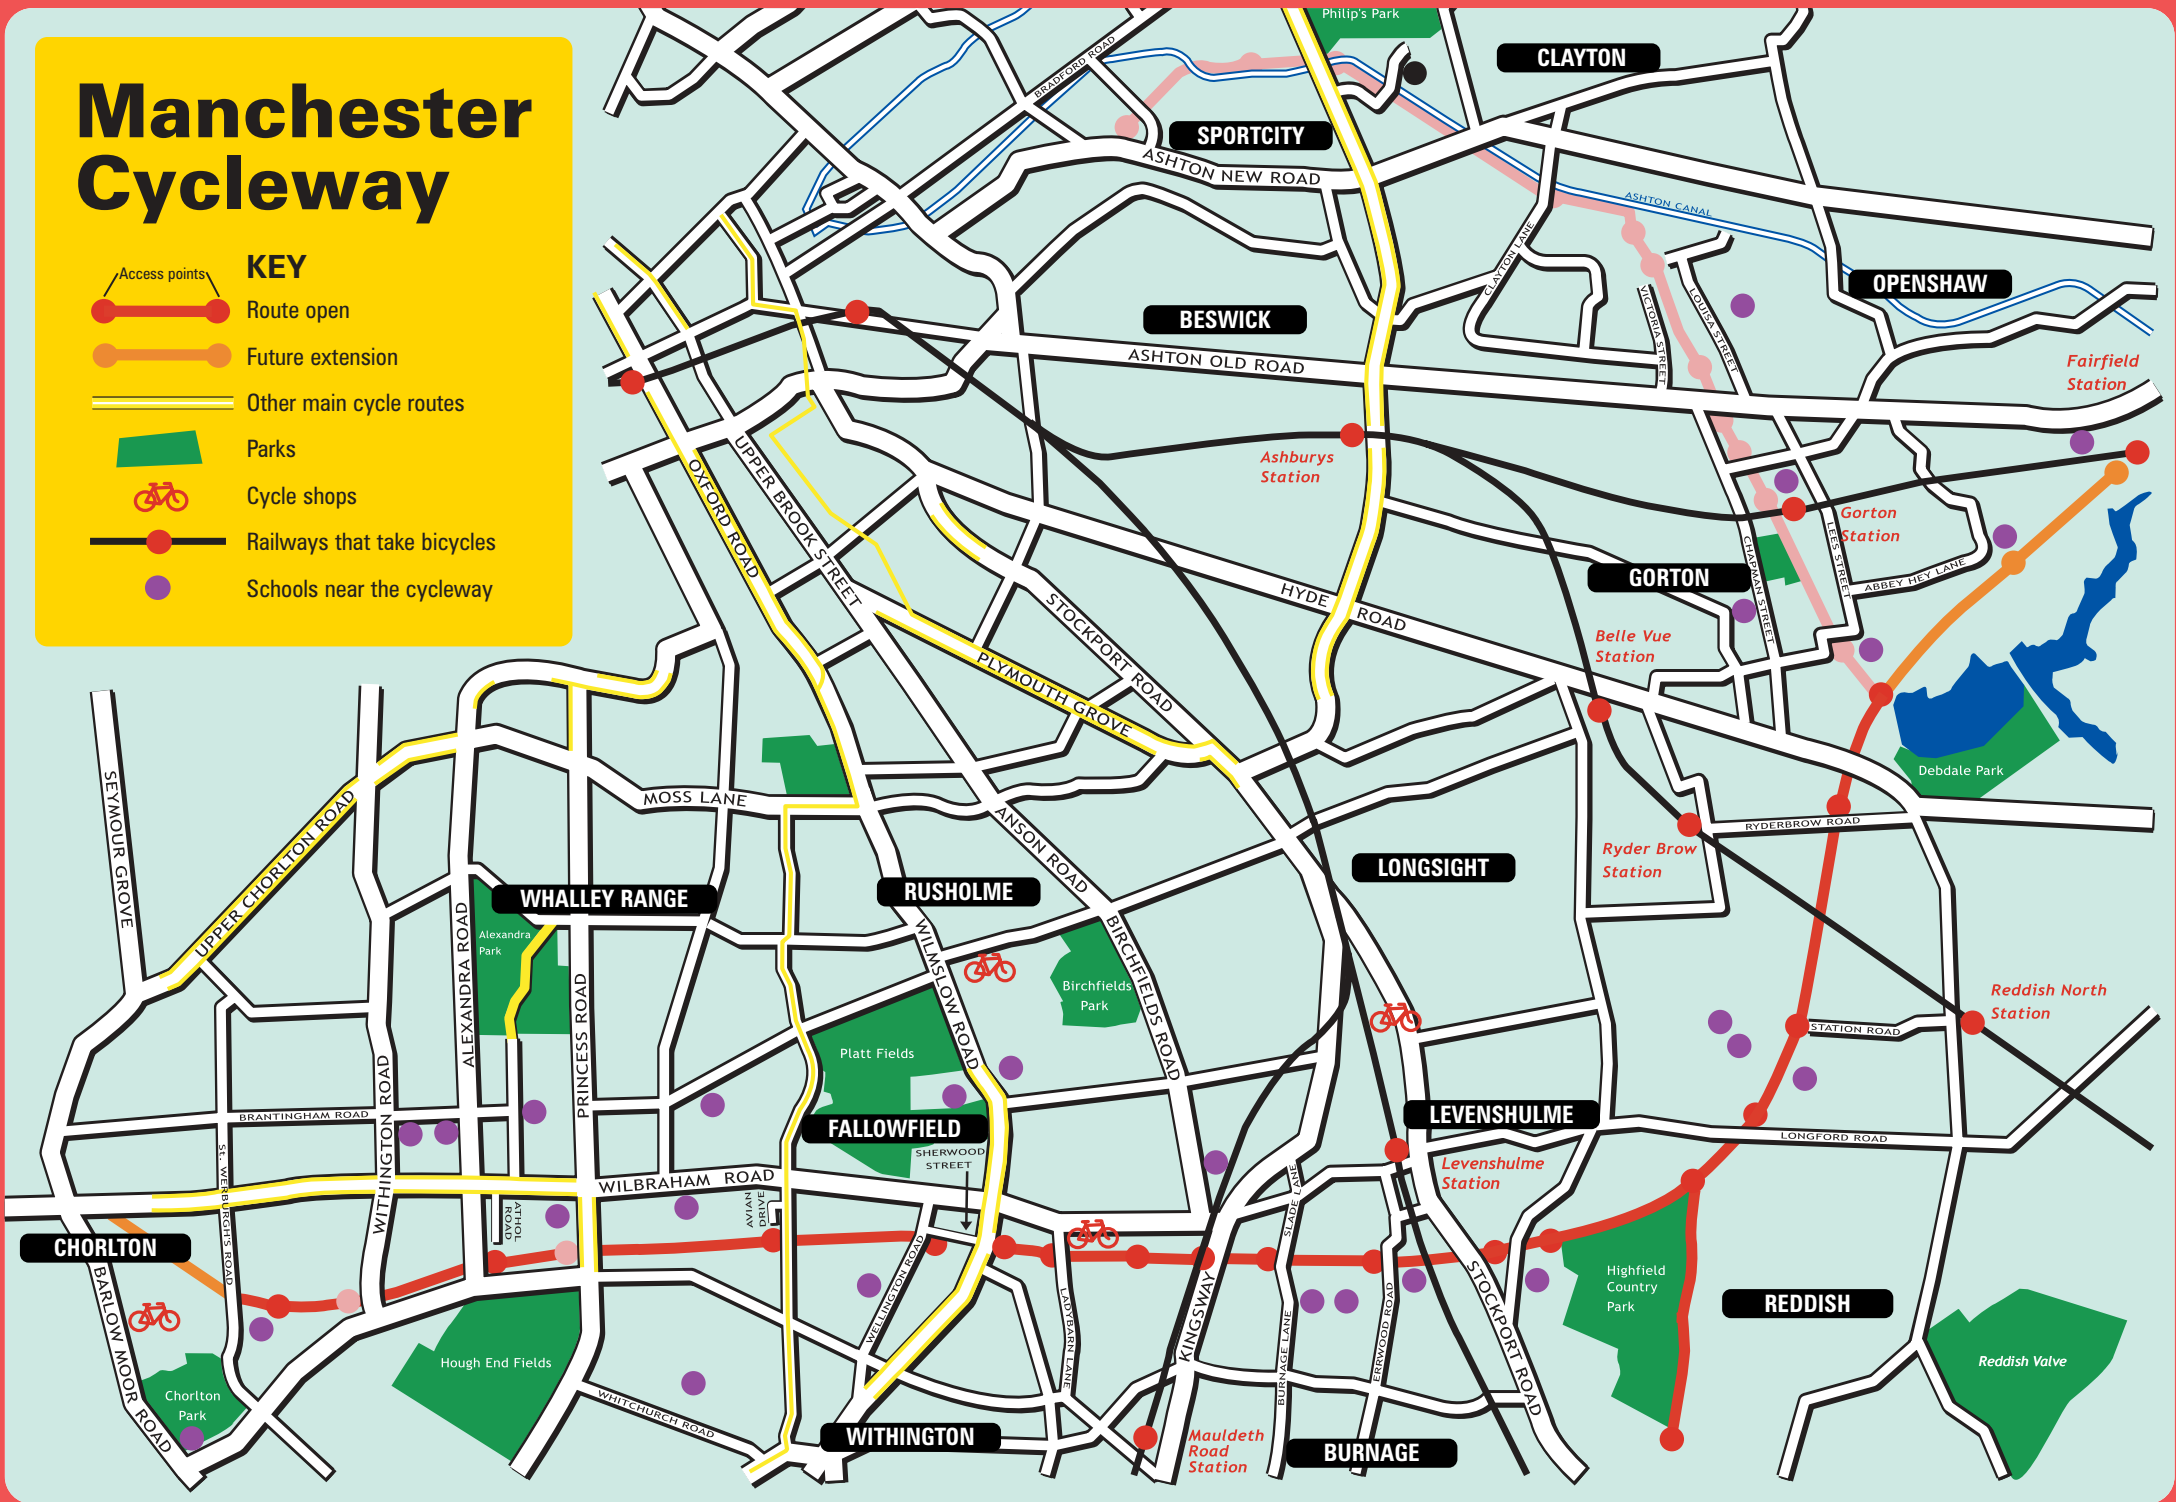 Manchester
Cycleway
KEY
Access points
Route open
Future extension
Other main cycle routes
Parks
Cycle shops
Railways that take bicycles
Schools near the cycleway
Philip's Park
BRADFORD ROAD
CLAYTON
SPORTCITY
ASHTON NEW ROAD
ASHTON CANAL
CLAYTON LANE
OPENSHAW
VICTORIA STREET
LOUISA STREET
BESWICK
ASHTON OLD ROAD
Fairfield
Station
Ashburys
Station
Gorton
Station
OXFORD ROAD
UPPER BROOK STREET
GORTON
CHAPMAN STREET
LEES STREET
ABBEY HEY LANE
HYDE ROAD
STOCKPORT ROAD
Belle Vue
Station
PLYMOUTH GROVE
Debdale Park
SEYMOUR GROVE
UPPER CHORLTON ROAD
MOSS LANE
ANSON ROAD
RYDERBROW ROAD
Ryder Brow
Station
LONGSIGHT
WHALLEY RANGE
RUSHOLME
Alexandra
Park
ALEXANDRA ROAD
PRINCESS ROAD
WILMSLOW ROAD
BIRCHFIELDS ROAD
Birchfields
Park
Reddish North
Station
STATION ROAD
Platt Fields
WITHINGTON ROAD
BRANTINGHAM ROAD
St. WERBURGH'S ROAD
FALLOWFIELD
SHERWOOD
STREET
LEVENSHULME
LONGFORD ROAD
Levenshulme
Station
WILBRAHAM ROAD
AVIAN
DRIVE
ATHOL
ROAD
SLADE LANE
CHORLTON
BARLOW MOOR ROAD
WELLINGTON ROAD
LADYBARN LANE
KINGSWAY
BURNAGE LANE
ERRWOOD ROAD
STOCKPORT ROAD
Highfield
Country
Park
REDDISH
Reddish Valve
Hough End Fields
Chorlton
Park
WHITCHURCH ROAD
WITHINGTON
Mauldeth
Road
Station
BURNAGE